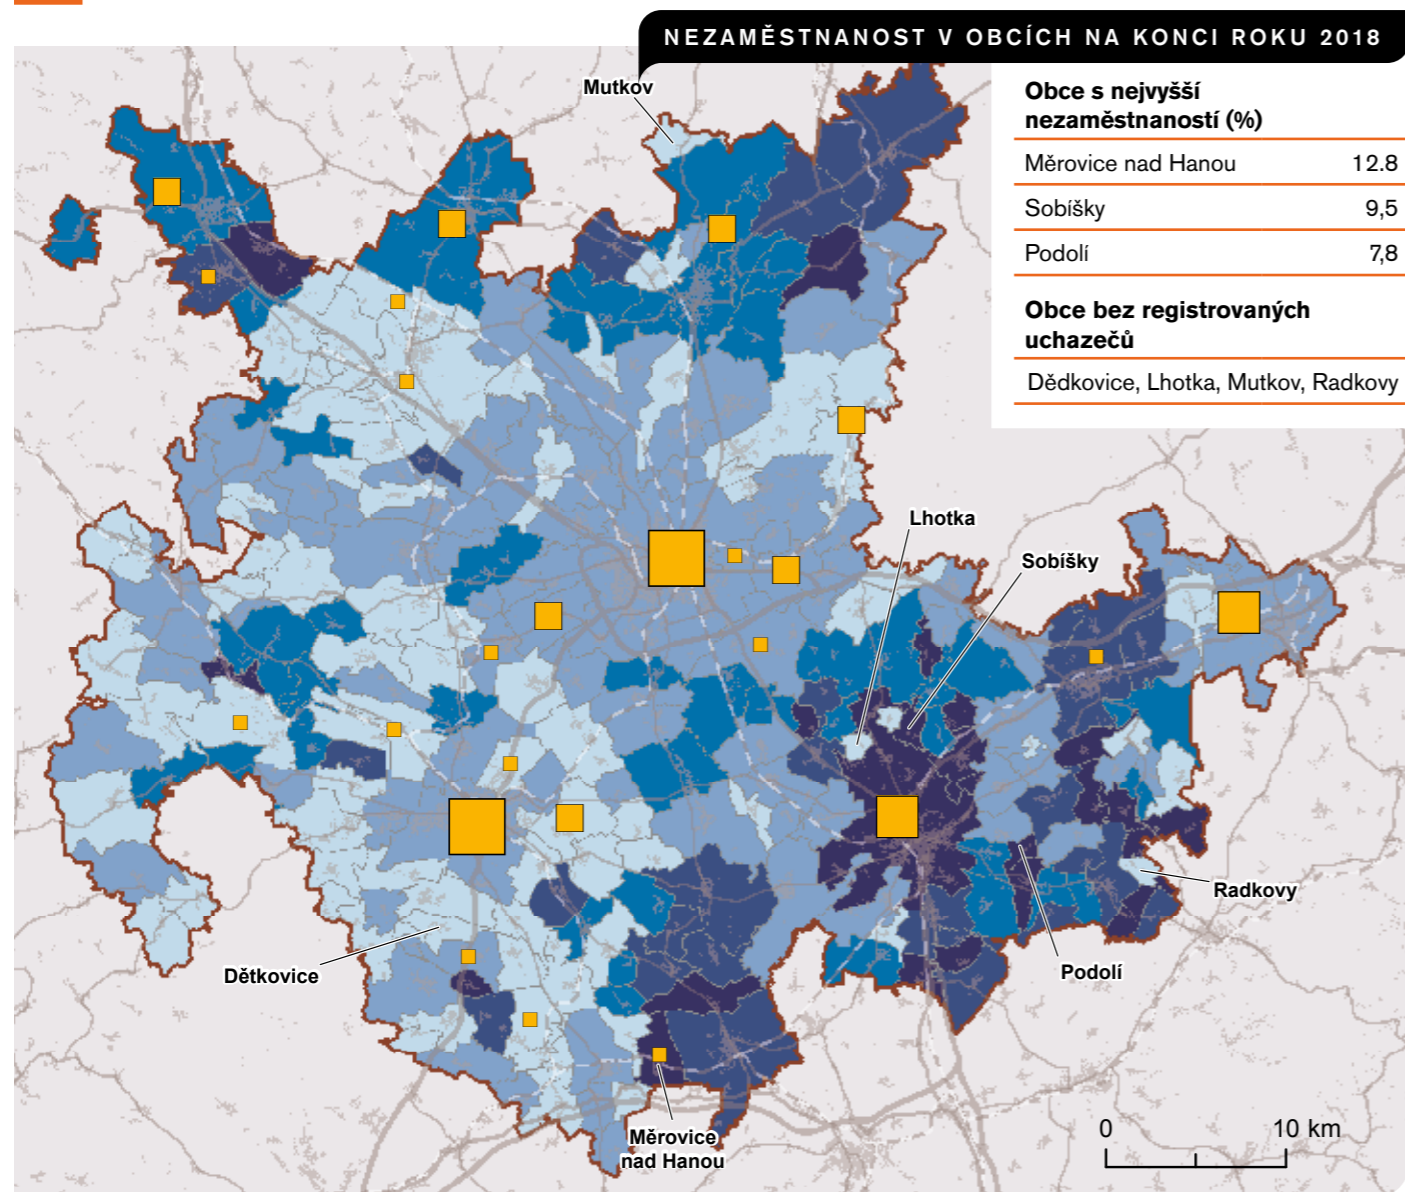 NEZAMĚSTNANOST V OBCÍCH NA KONCI ROKU 2018
Obce s nejvyšší
nezaměstnaností (%)
Měrovice nad Hanou 12.8
Sobíšky 9,5
Podolí 7,8
Obce bez registrovaných
uchazečů
Dědkovice, Lhotka, Mutkov, Radkovy
Mutkov
Lhotka
Sobíšky
Radkovy
Podolí
Dětkovice
Měrovice
nad Hanou
0 10 km